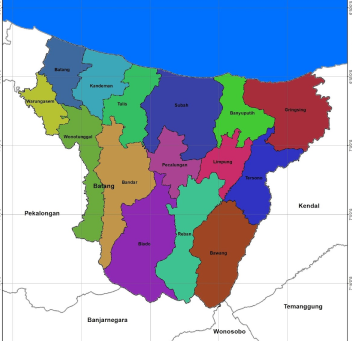 Batang
Kandeman
Warungasem
Tulis
Subah
Banyuputih
Gringsing
Wonotunggal
Pecalungan
Limpung
Tersono
Batang
Bandar
Pekalongan
Kendal
Reban
Blado
Bawang
Temanggung
Banjarnegara
Wonosobo